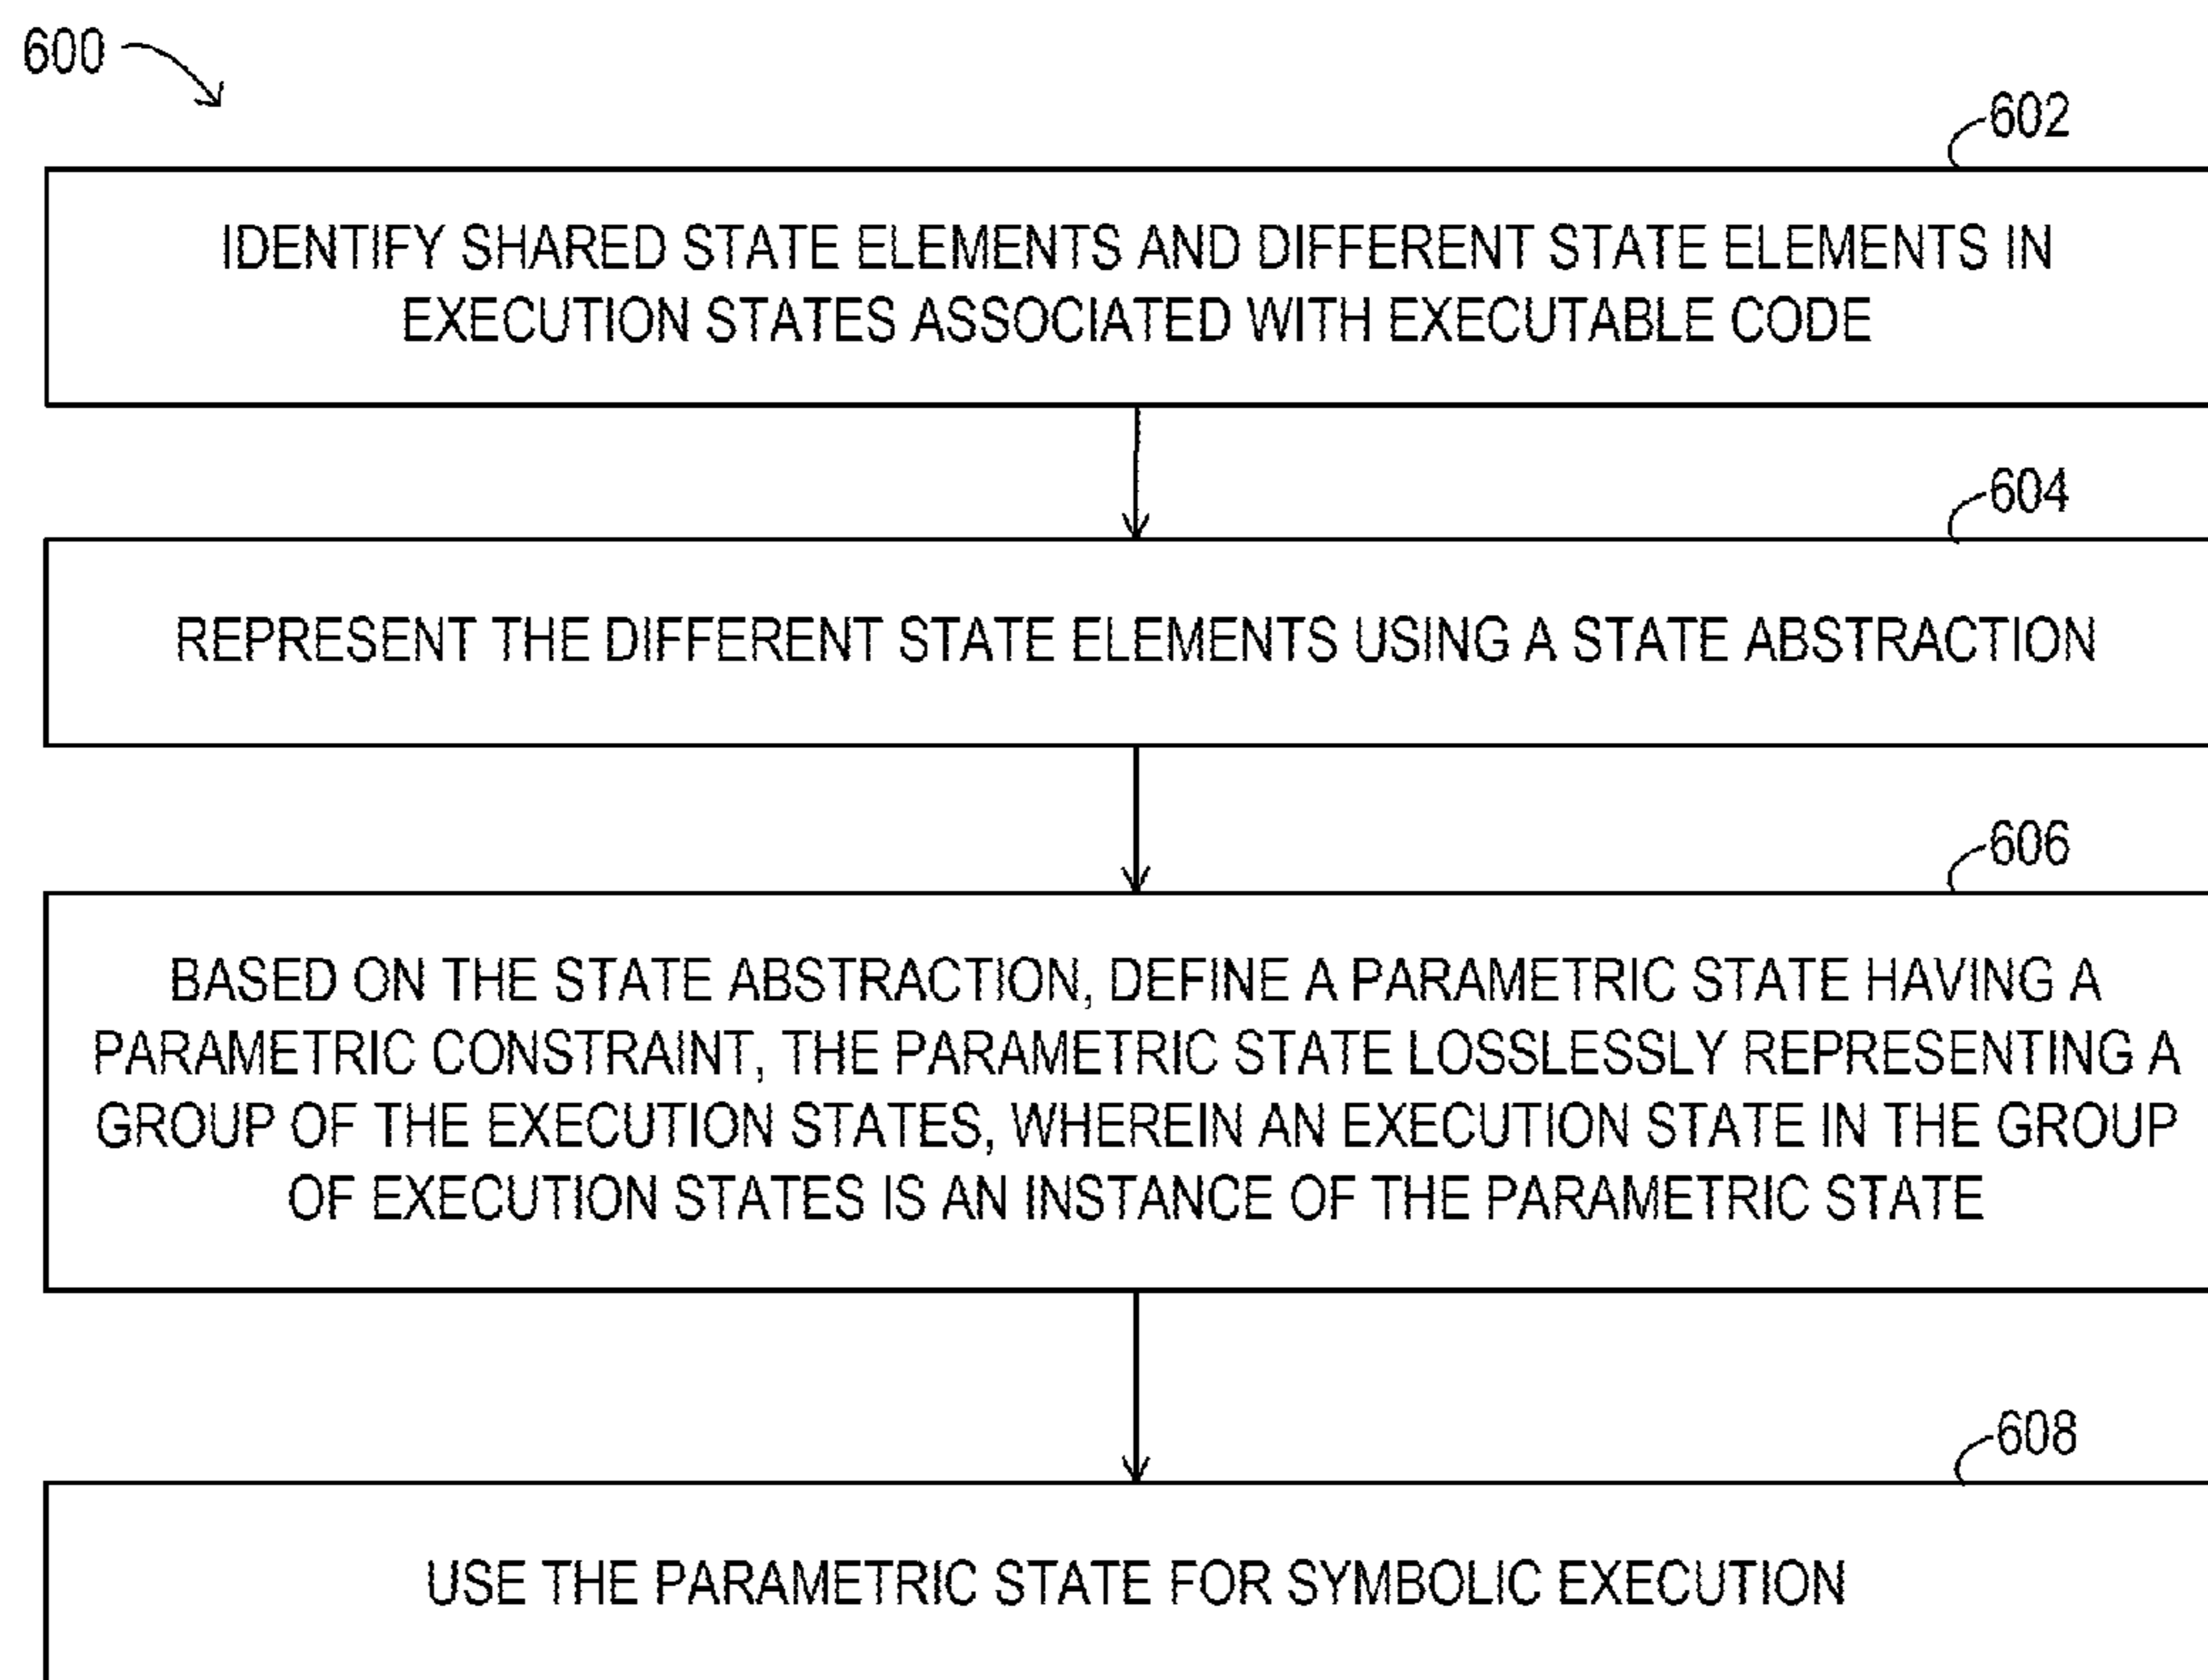 600
602
IDENTIFY SHARED STATE ELEMENTS AND DIFFERENT STATE ELEMENTS IN
EXECUTION STATES ASSOCIATED WITH EXECUTABLE CODE
604
REPRESENT THE DIFFERENT STATE ELEMENTS USING A STATE ABSTRACTION
606
BASED ON THE STATE ABSTRACTION, DEFINE A PARAMETRIC STATE HAVING A
PARAMETRIC CONSTRAINT, THE PARAMETRIC STATE LOSSLESSLY REPRESENTING A
GROUP OF THE EXECUTION STATES, WHEREIN AN EXECUTION STATE IN THE GROUP
OF EXECUTION STATES IS AN INSTANCE OF THE PARAMETRIC STATE
608
USE THE PARAMETRIC STATE FOR SYMBOLIC EXECUTION